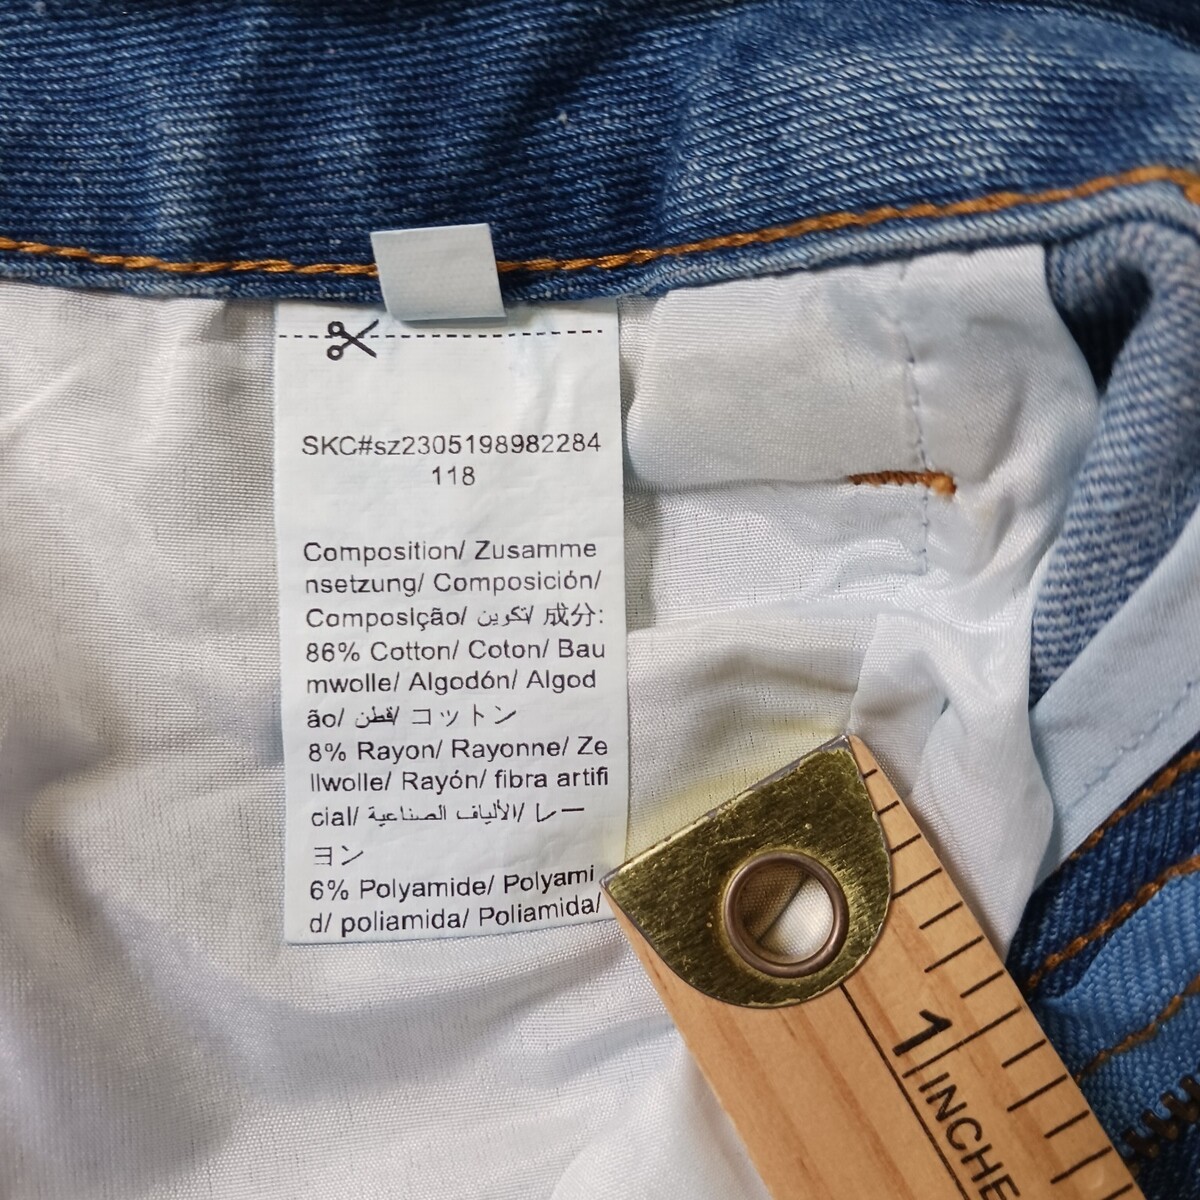 SKC#sz2305198982284
118
Composition/ Zusamme
nsetzung/ Composición/
Composição/ تكوين/ 成分:
86% Cotton/ Coton/ Bau
mwolle/ Algodón/ Algod
ão/ قطن/ コットン
8% Rayon/ Rayonne/ Ze
llwolle/ Rayón/ fibra artifi
cial/ الألياف الصناعية/ レー
ヨン
6% Polyamide/ Polyami
d/ poliamida/ Poliamida/
1
INCHE